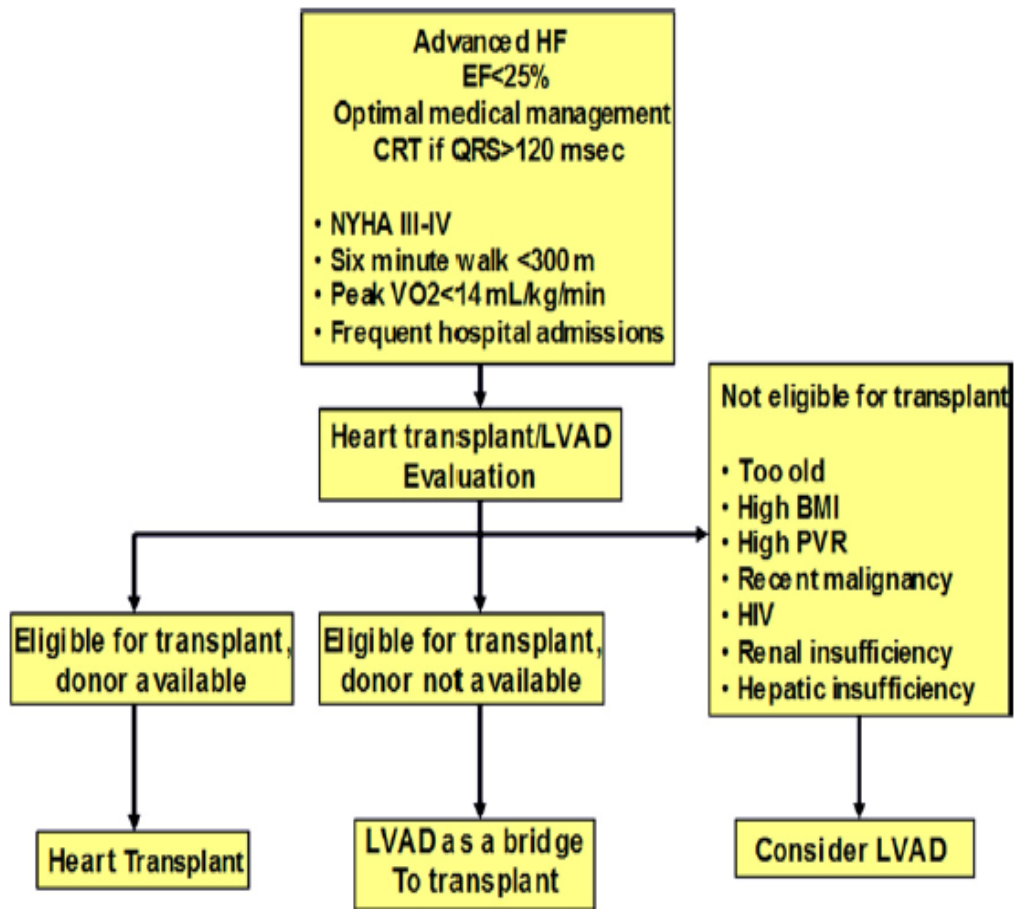 Advanced HF
EF<25%
Optimal medical management
CRT if QRS>120 msec
• NYHA III-IV
• Six minute walk <300 m
• Peak VO2<14 mL/kg/min
• Frequent hospital admissions
Heart transplant/LVAD
Evaluation
Not eligible for transplant
• Too old
• High BMI
• High PVR
• Recent malignancy
• HIV
• Renal insufficiency
• Hepatic insufficiency
Eligible for transplant,
donor available
Eligible for transplant,
donor not available
Heart Transplant
LVAD as a bridge
To transplant
Consider LVAD